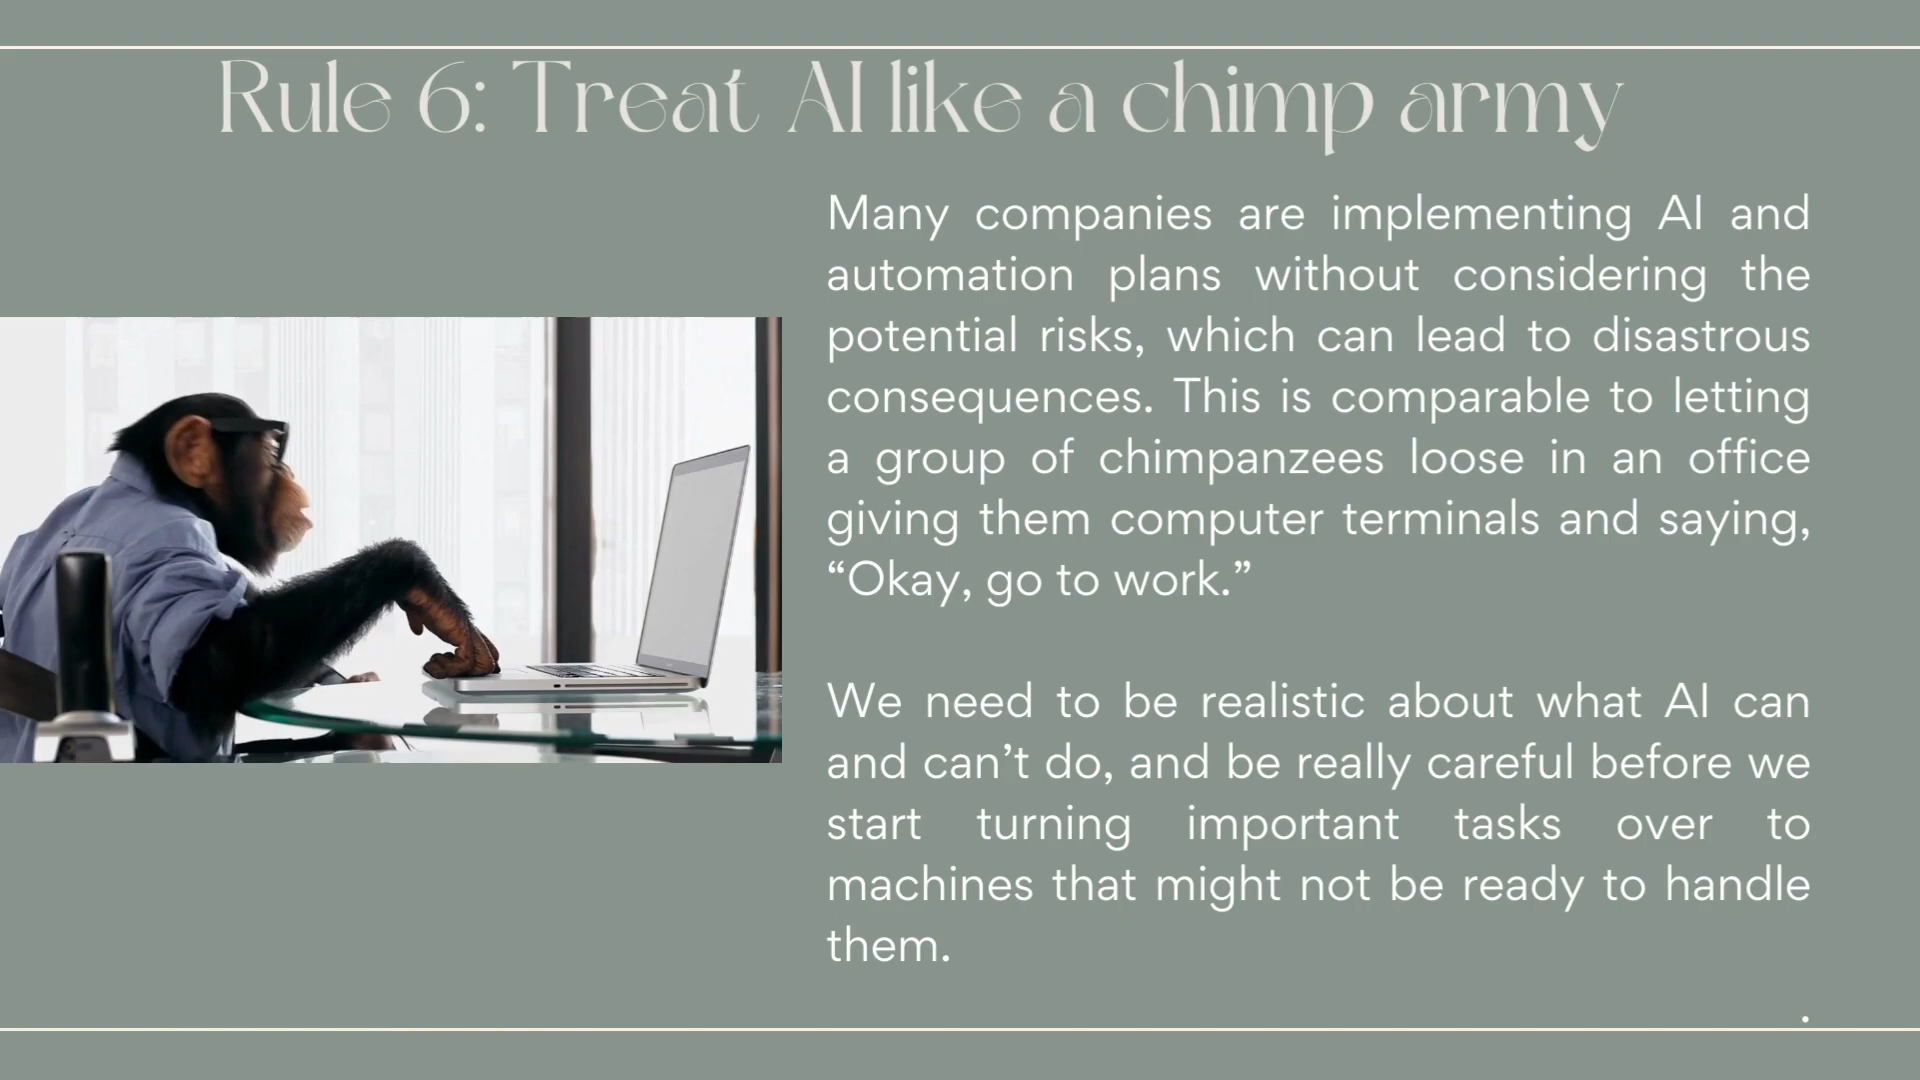 Rule 6: Treat AI like a chimp army
Many companies are implementing AI and
automation plans without considering the
potential risks, which can lead to disastrous
consequences. This is comparable to letting
a group of chimpanzees loose in an office
giving them computer terminals and saying,
“Okay, go to work.”
We need to be realistic about what AI can
and can’t do, and be really careful before we
start turning important tasks over to
machines that might not be ready to handle
them.
.